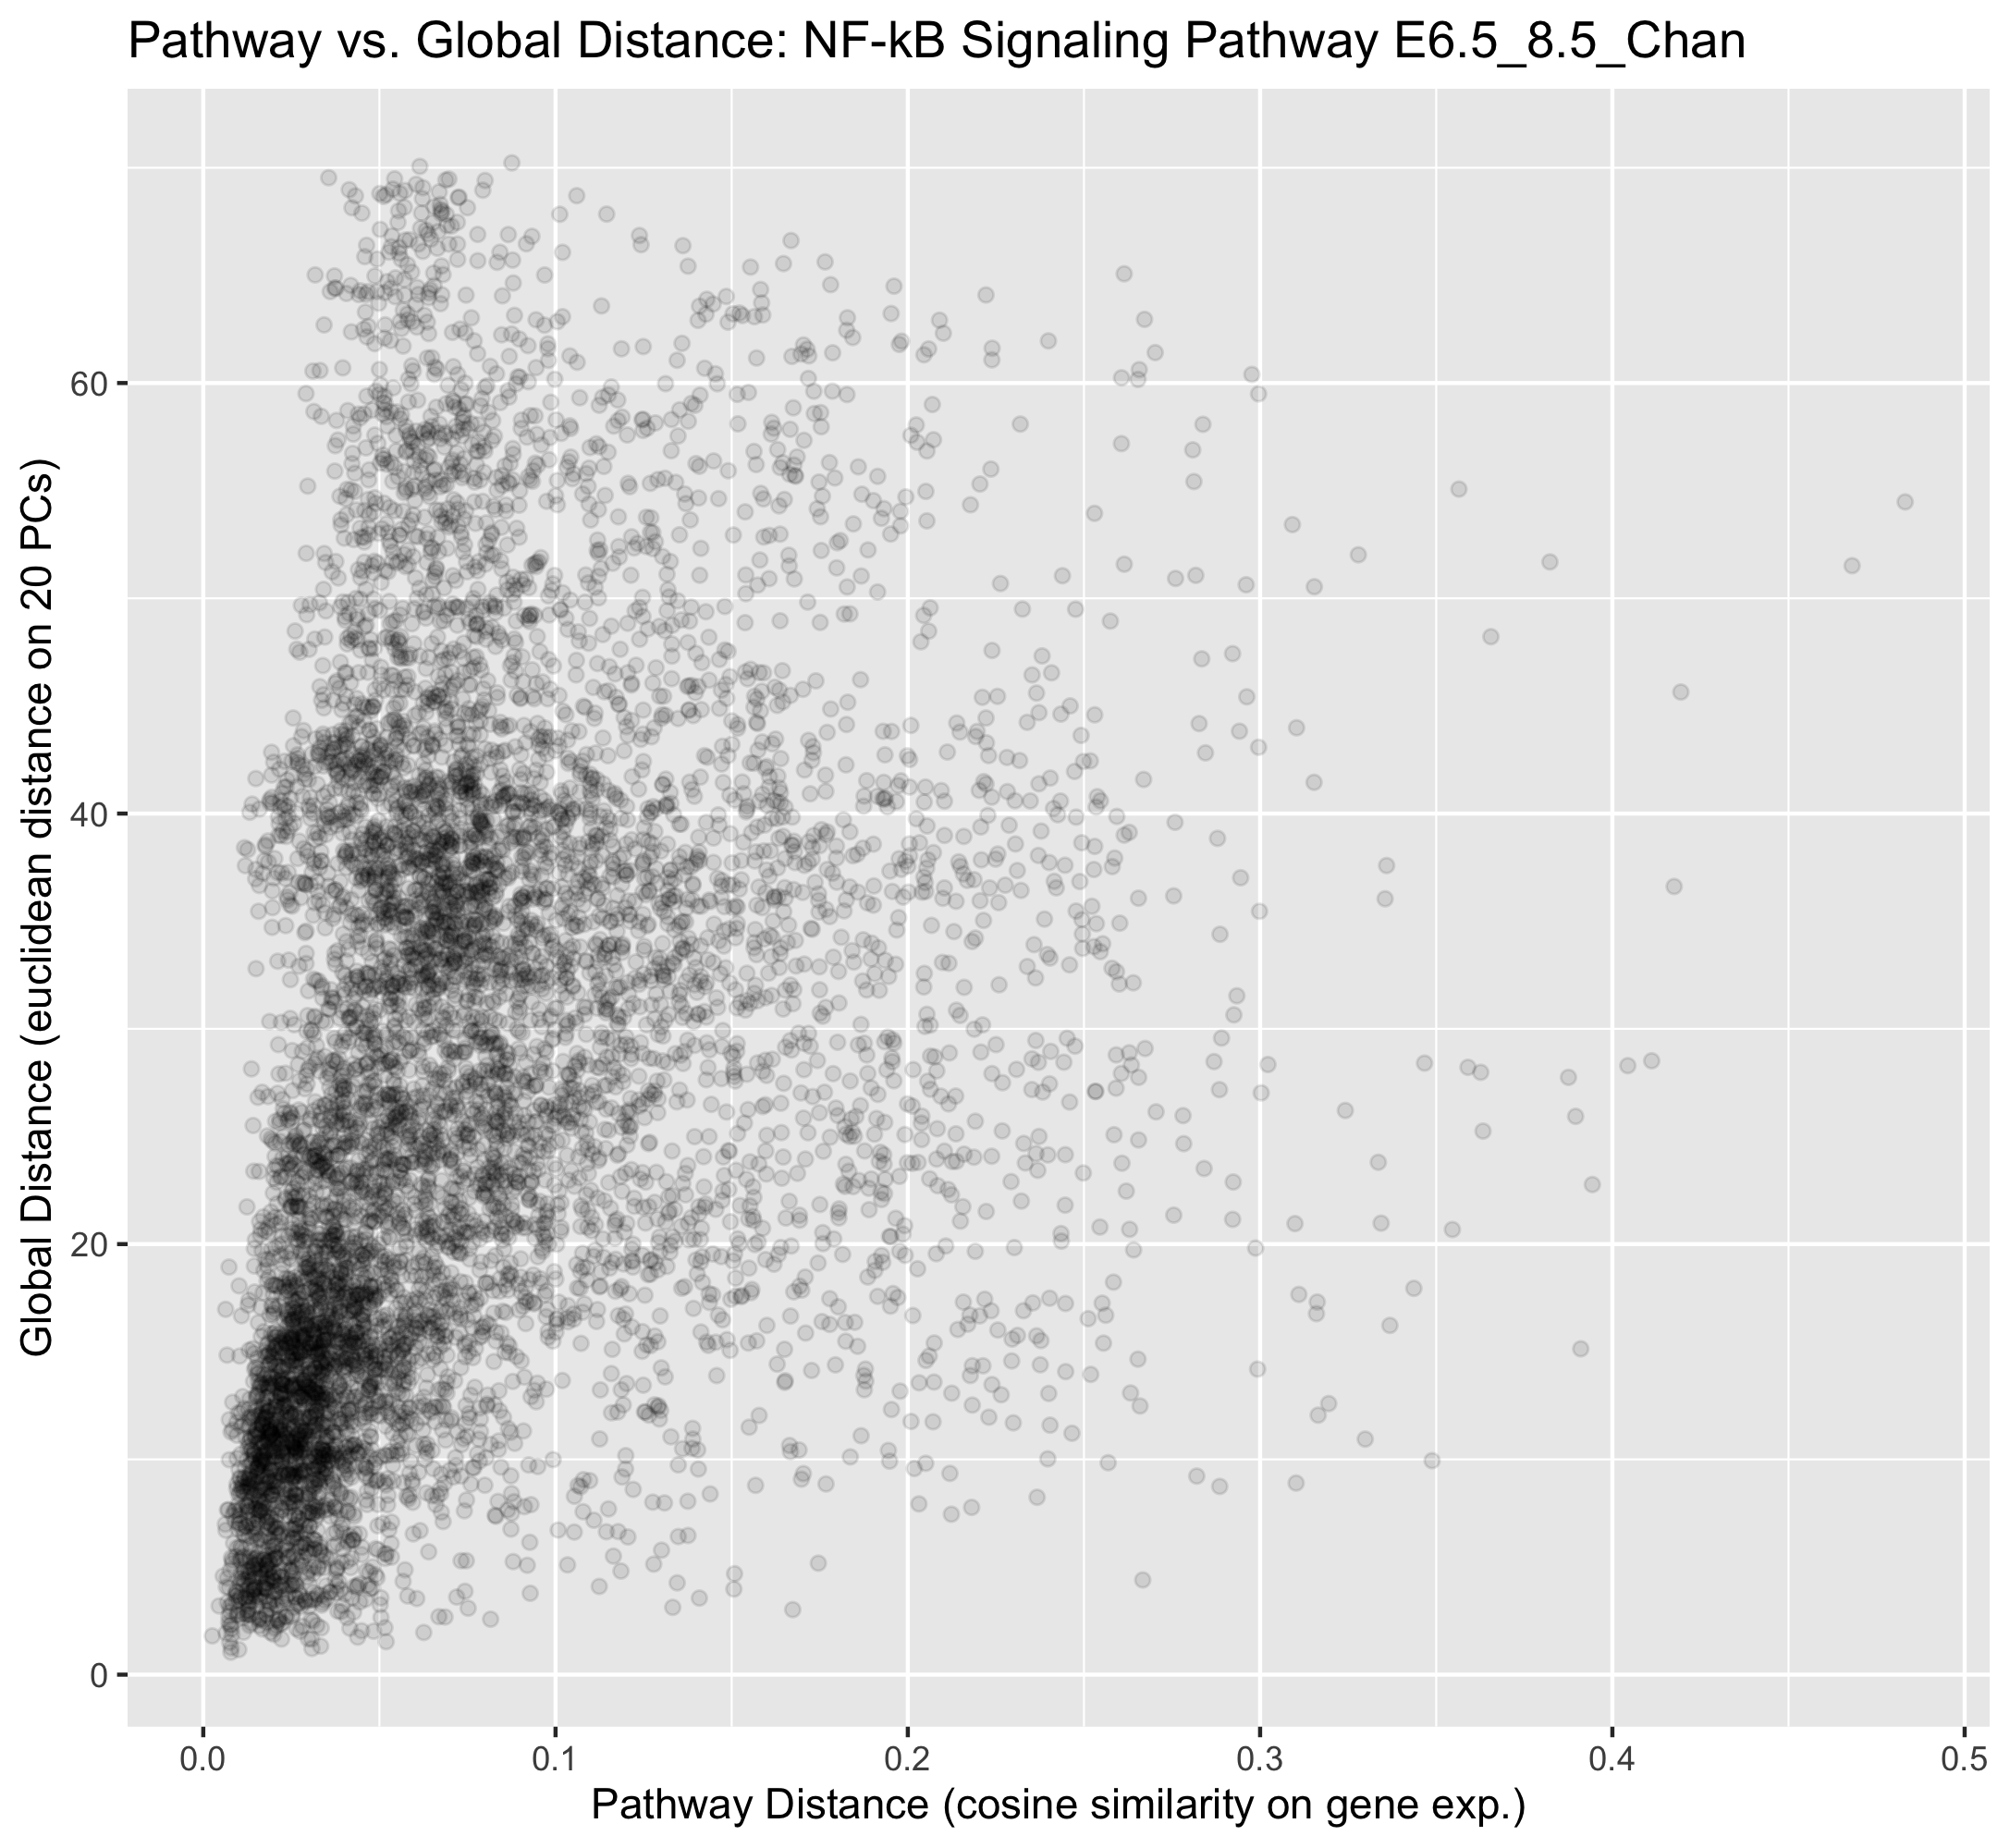 Pathway vs. Global Distance: NF-kB Signaling Pathway E6.5_8.5_Chan
Global Distance (euclidean distance on 20 PCs)
60
40
20
0
0.0 0.1 0.2 0.3 0.4 0.5
Pathway Distance (cosine similarity on gene exp.)